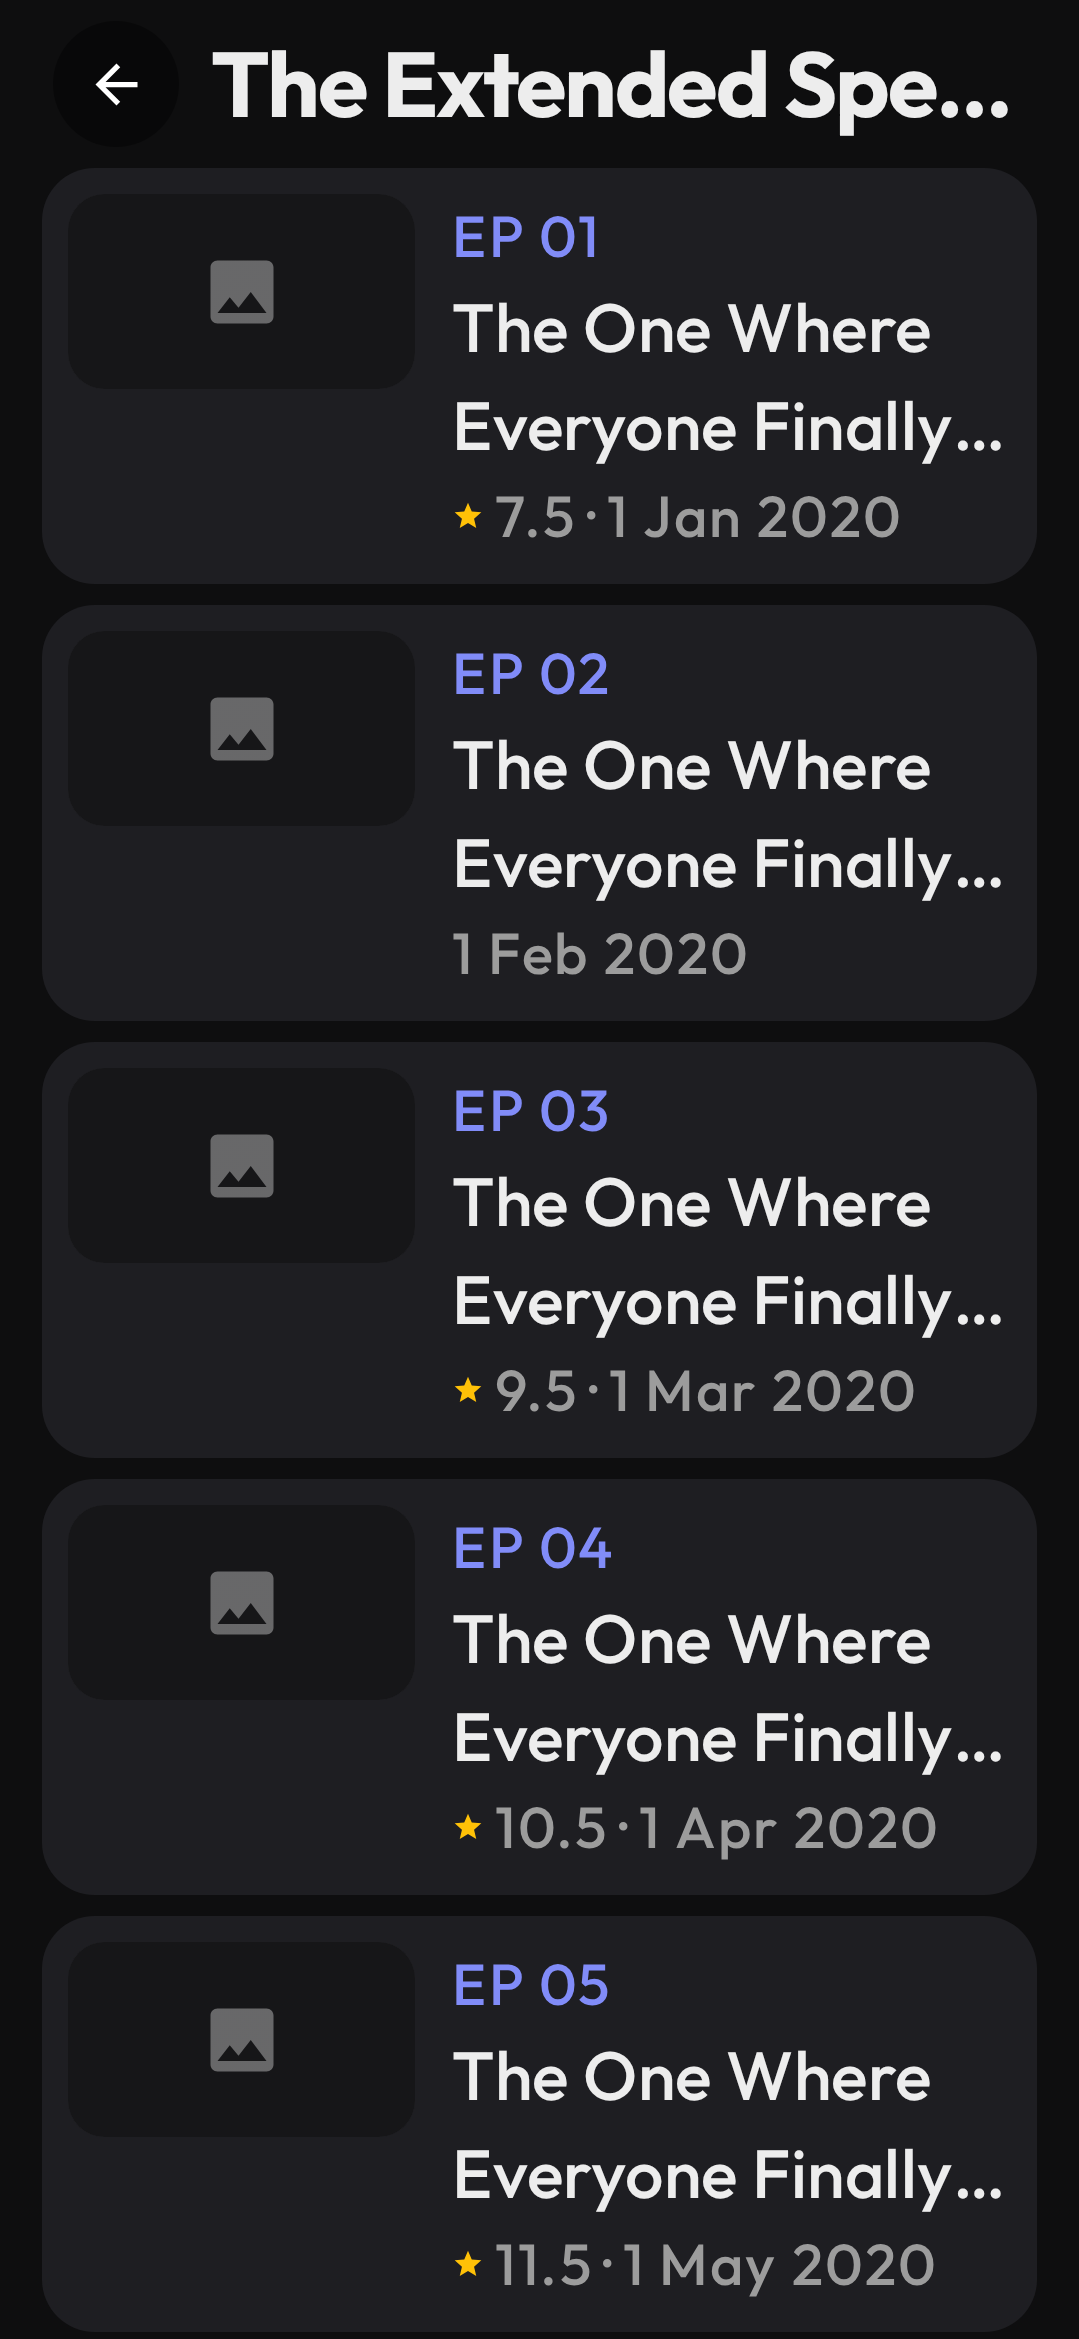 The Extended Spe...
EP 01
The One Where
Everyone Finally...
7.5 · 1 Jan 2020
EP 02
The One Where
Everyone Finally...
1 Feb 2020
EP 03
The One Where
Everyone Finally...
9.5 · 1 Mar 2020
EP 04
The One Where
Everyone Finally...
10.5 · 1 Apr 2020
EP 05
The One Where
Everyone Finally...
11.5 · 1 May 2020